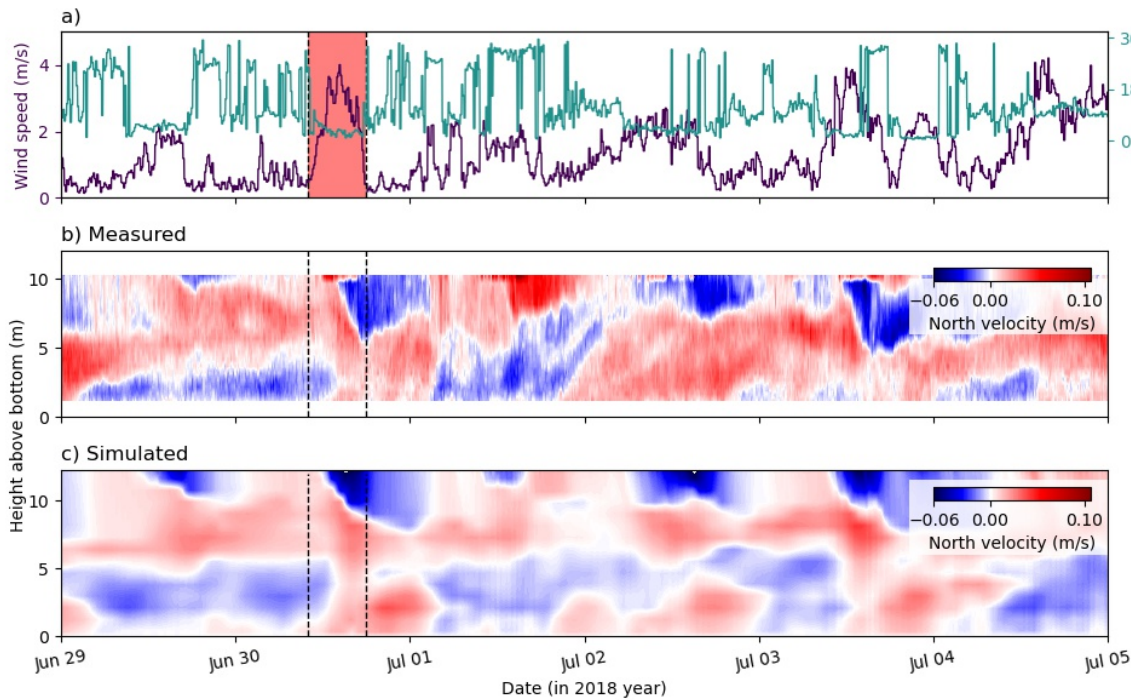 a)
Wind speed (m/s)
4
2
0
18
0
b) Measured
10
5
0
−0.06 0.00 0.10
North velocity (m/s)
Height above bottom (m)
c) Simulated
10
5
0
−0.06 0.00 0.10
North velocity (m/s)
Jun 29 Jun 30 Jul 01 Jul 02 Jul 03 Jul 04 Jul 05
Date (in 2018 year)